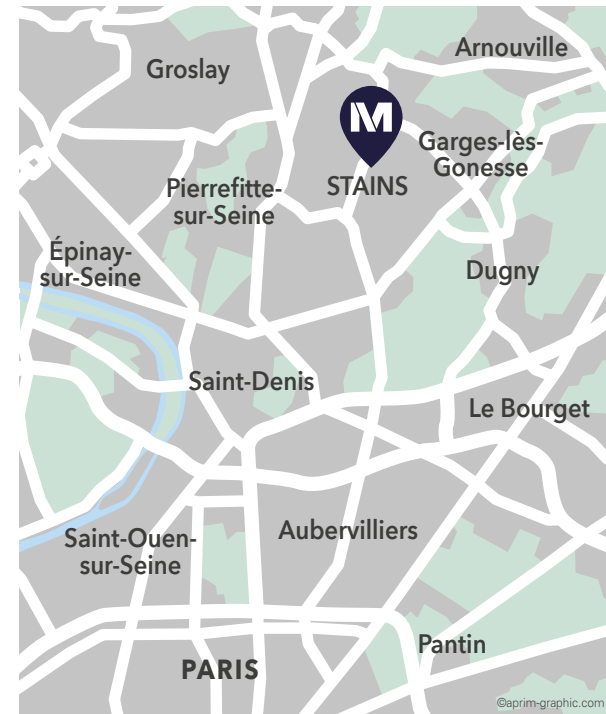 Arnouville
Groslay
M
Garges-lès-
Gonesse
STAINS
Pierrefitte-
sur-Seine
Épinay-
sur-Seine
Dugny
Saint-Denis
Le Bourget
Aubervilliers
Saint-Ouen-
sur-Seine
Pantin
PARIS
©aprim-graphic.com